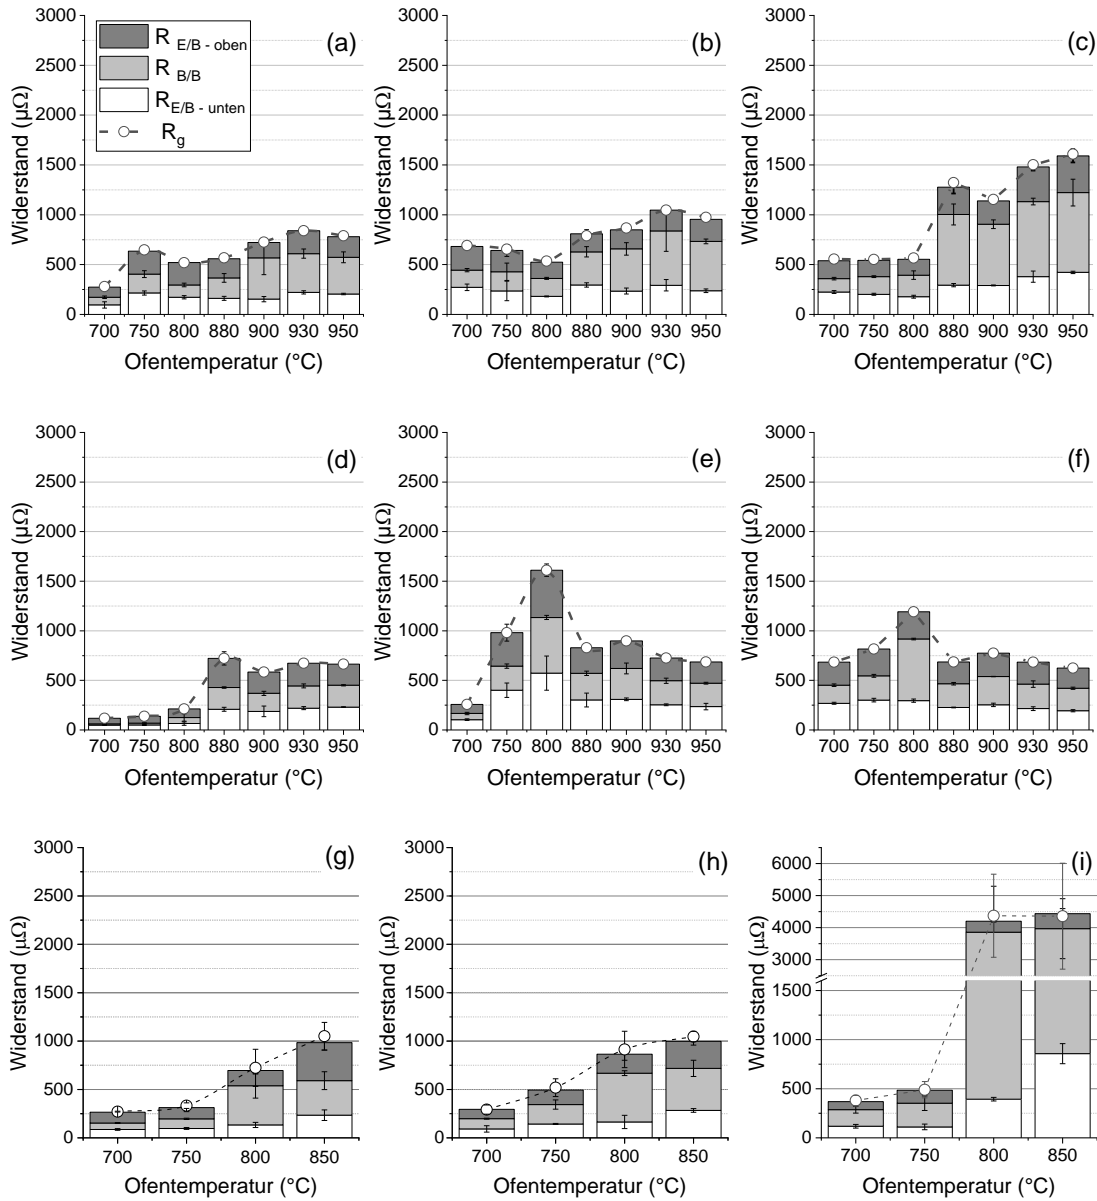 (a)
R E/B - oben
R B/B
R E/B - unten
R g
Widerstand (μΩ)
3000
2500
2000
1500
1000
500
0
700 750 800 880 900 930 950
Ofentemperatur (°C)
(b)
Widerstand (μΩ)
3000
2500
2000
1500
1000
500
0
700 750 800 880 900 930 950
Ofentemperatur (°C)
(c)
Widerstand (μΩ)
3000
2500
2000
1500
1000
500
0
700 750 800 880 900 930 950
Ofentemperatur (°C)
(d)
Widerstand (μΩ)
3000
2500
2000
1500
1000
500
0
700 750 800 880 900 930 950
Ofentemperatur (°C)
(e)
Widerstand (μΩ)
3000
2500
2000
1500
1000
500
0
700 750 800 880 900 930 950
Ofentemperatur (°C)
(f)
Widerstand (μΩ)
3000
2500
2000
1500
1000
500
0
700 750 800 880 900 930 950
Ofentemperatur (°C)
(g)
Widerstand (μΩ)
3000
2500
2000
1500
1000
500
0
700 750 800 850
Ofentemperatur (°C)
(h)
Widerstand (μΩ)
3000
2500
2000
1500
1000
500
0
700 750 800 850
Ofentemperatur (°C)
(i)
Widerstand (μΩ)
6000
5000
4000
3000
1500
1000
500
0
700 750 800 850
Ofentemperatur (°C)